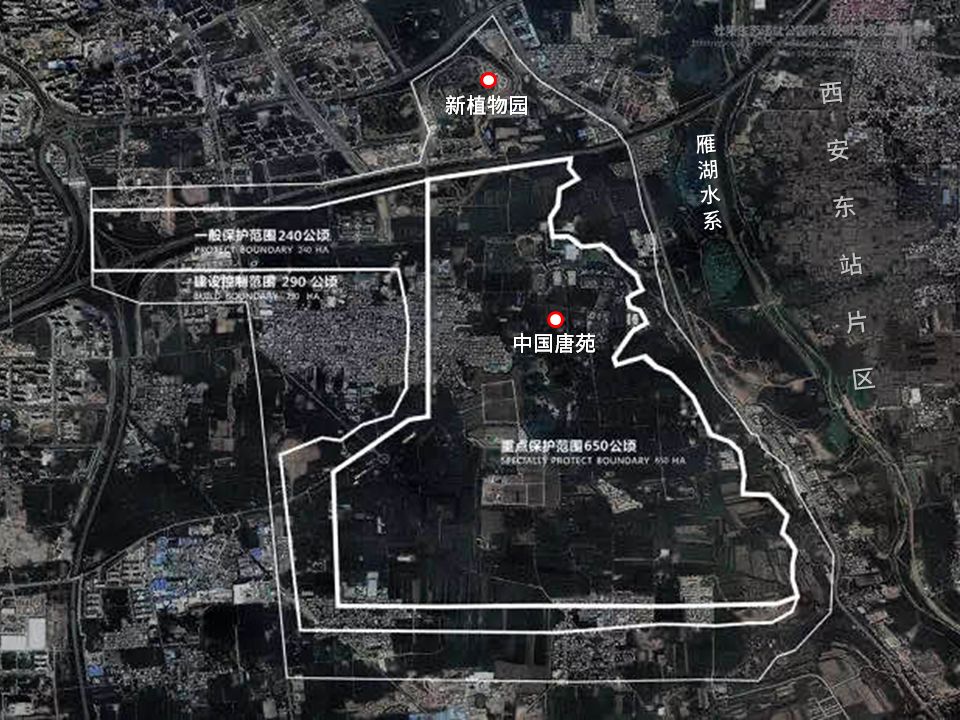 新植物园
雁湖水系
西安东站片区
一般保护范围240公顷
PROTECT BOUNDARY 240 HA
建设控制范围 290 公顷
BUILD BOUNDARY 290 HA
中国唐苑
重点保护范围650公顷
SPECIALLY PROTECT BOUNDARY 650 HA